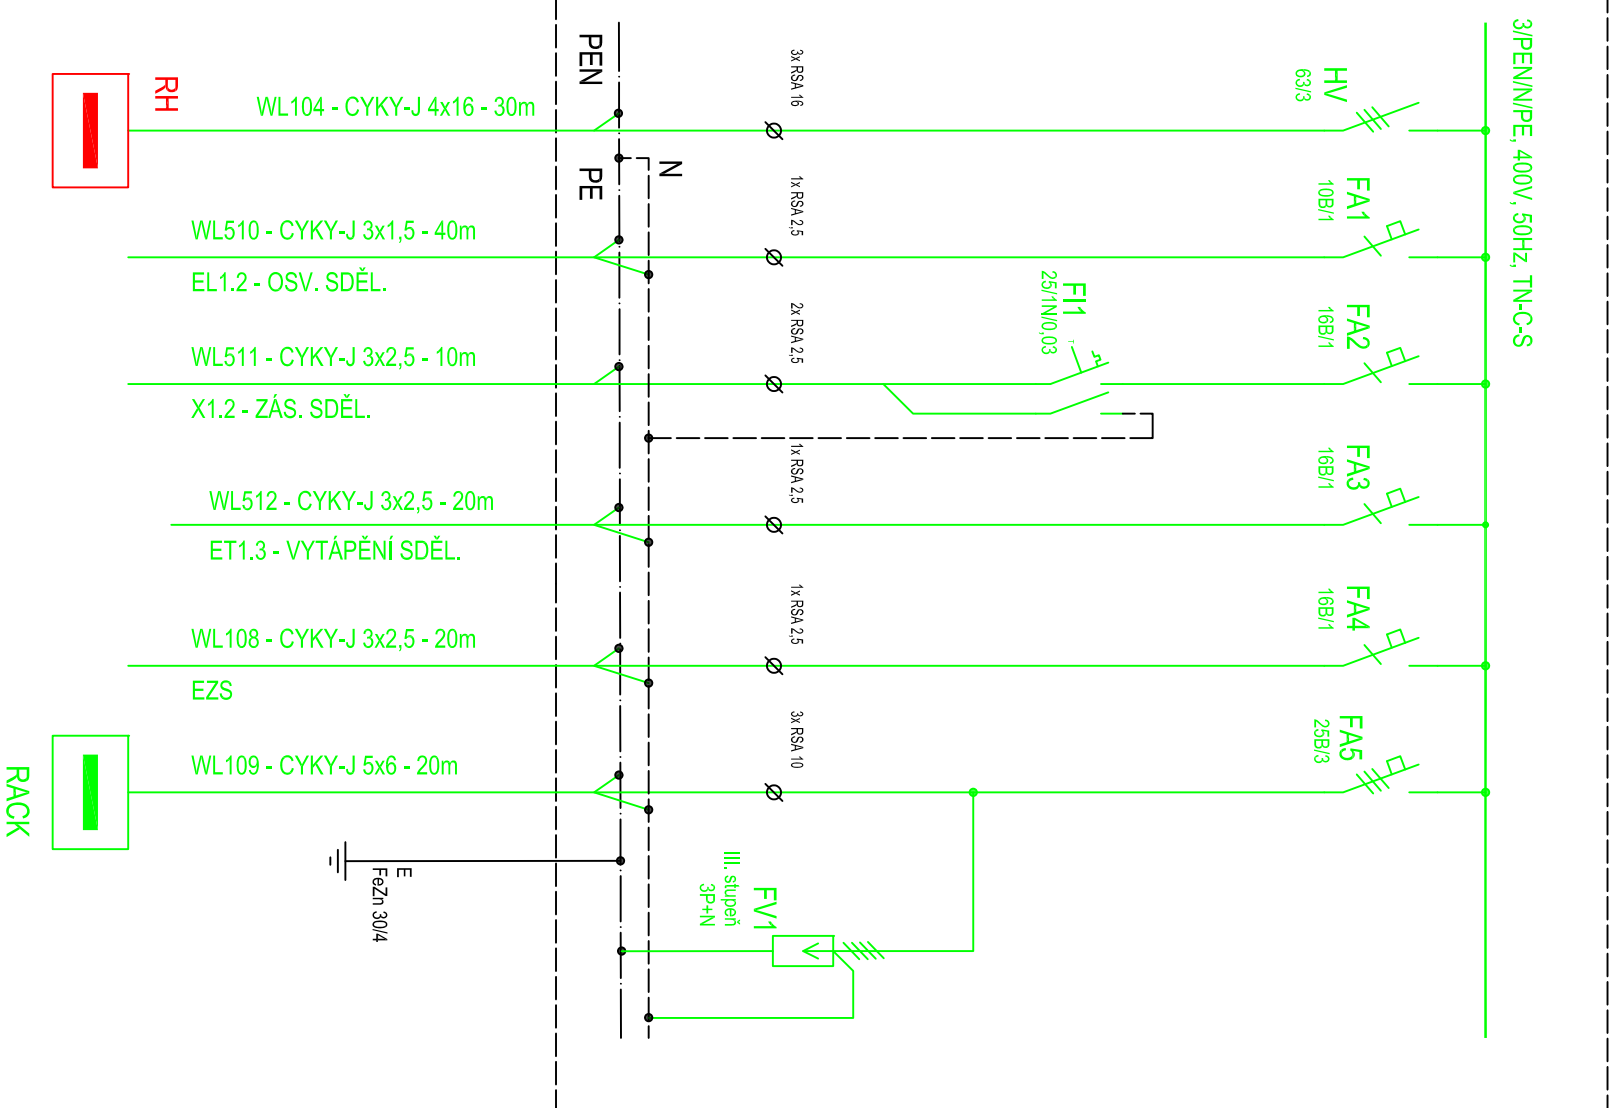 3/PEN/N/PE, 400V, 50Hz, TN-C-S
HV
63/3
3x RSA 16
PEN
WL104 - CYKY-J 4x16 - 30m
RH
N
PE
FA1
10B/1
1x RSA 2,5
WL510 - CYKY-J 3x1,5 - 40m
EL1.2 - OSV. SDĚL.
FA2
16B/1
FI1
25/1N/0,03
2x RSA 2,5
WL511 - CYKY-J 3x2,5 - 10m
X1.2 - ZÁS. SDĚL.
FA3
16B/1
1x RSA 2,5
WL512 - CYKY-J 3x2,5 - 20m
ET1.3 - VYTÁPĚNÍ SDĚL.
FA4
16B/1
1x RSA 2,5
WL108 - CYKY-J 3x2,5 - 20m
EZS
FA5
25B/3
3x RSA 10
WL109 - CYKY-J 5x6 - 20m
RACK
E
FeZn 30/4
FV1
III. stupeň
3P+N